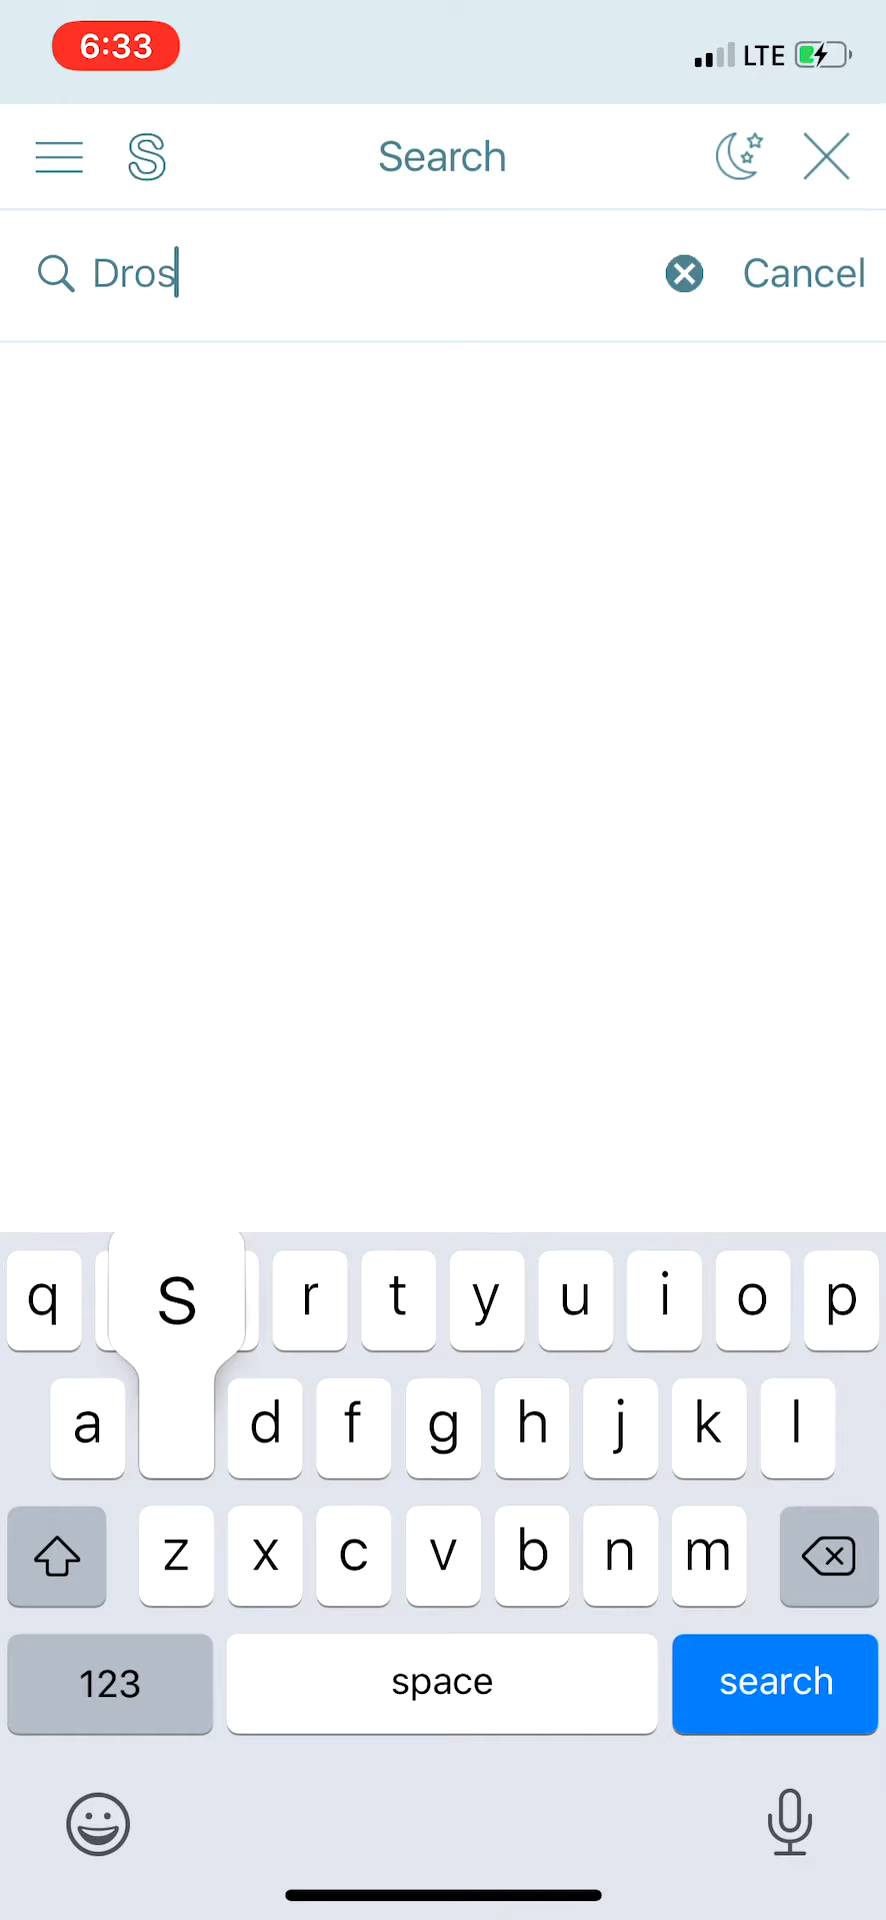 6:33 LTE
S Search
Dros Cancel
q S r t y u i o p
a d f g h j k l
z x c v b n m
123 space search